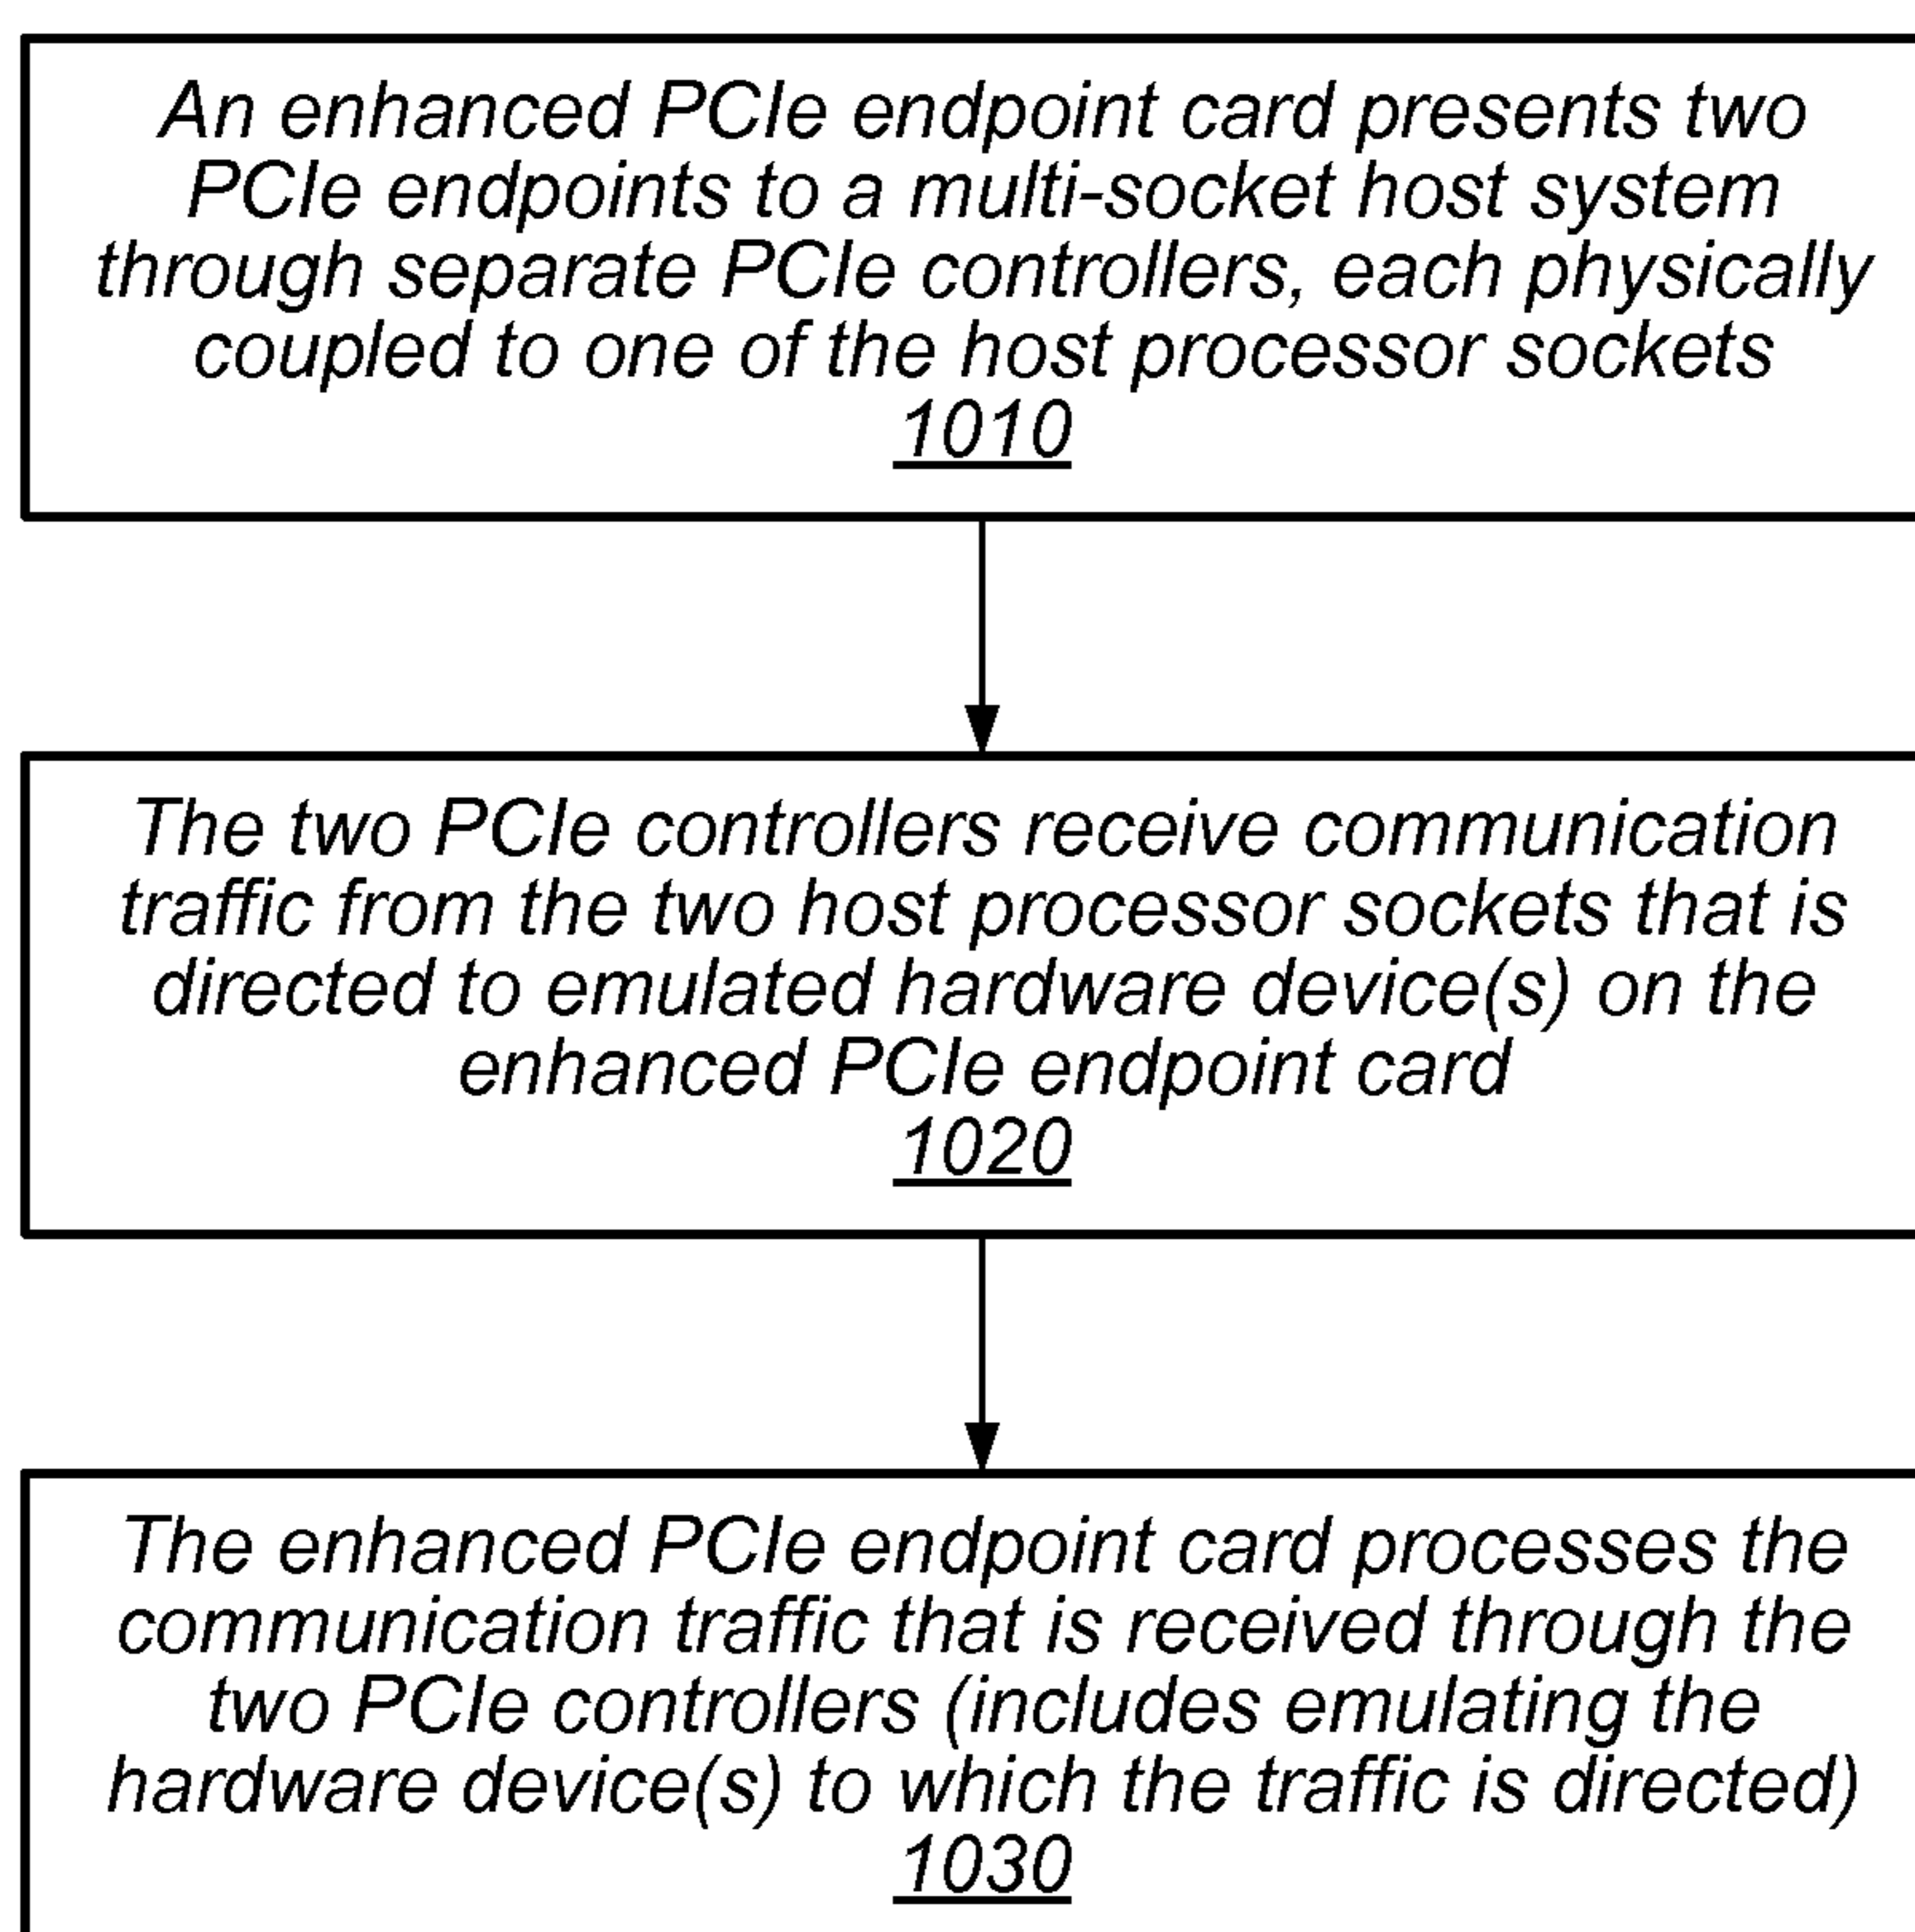 An enhanced PCIe endpoint card presents two
PCIe endpoints to a multi-socket host system
through separate PCIe controllers, each physically
coupled to one of the host processor sockets
1010
The two PCIe controllers receive communication
traffic from the two host processor sockets that is
directed to emulated hardware device(s) on the
enhanced PCIe endpoint card
1020
The enhanced PCIe endpoint card processes the
communication traffic that is received through the
two PCIe controllers (includes emulating the
hardware device(s) to which the traffic is directed)
1030